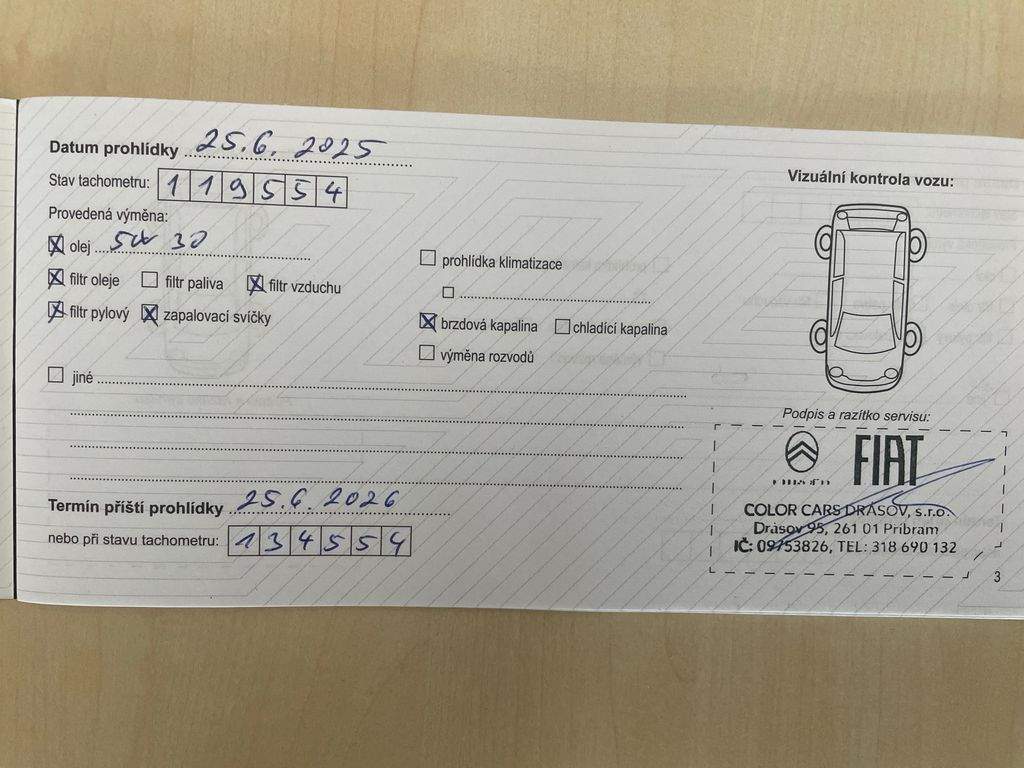 Datum prohlídky 25.6. 2025
Stav tachometru: 119554
Provedená výměna:
olej 5W 30
filtr oleje filtr paliva filtr vzduchu
filtr pylový zapalovací svíčky
prohlídka klimatizace
brzdová kapalina chladící kapalina
výměna rozvodů
jiné
Termín příští prohlídky 25.6. 2026
nebo při stavu tachometru: 134554
Vizuální kontrola vozu:
Podpis a razítko servisu:
FIAT
COLOR CARS DRÁSOV, s.r.o.
Drásov 95, 261 01 Příbram
IČ: 09753826, TEL: 318 690 132
3